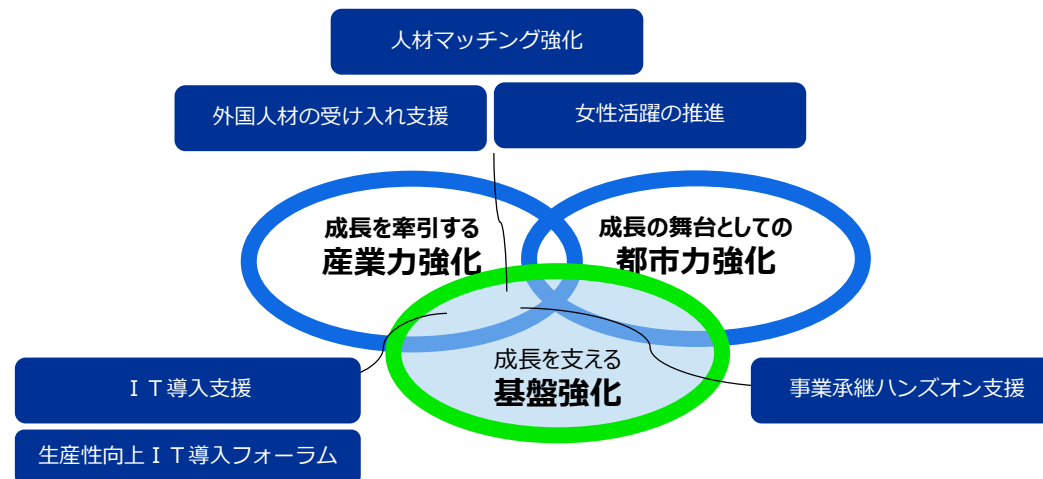 人材マッチング強化
外国人材の受け入れ支援
女性活躍の推進
成長を牽引する
産業力強化
成長の舞台としての
都市力強化
成長を支える
基盤強化
ＩＴ導入支援
事業承継ハンズオン支援
生産性向上ＩＴ導入フォーラム